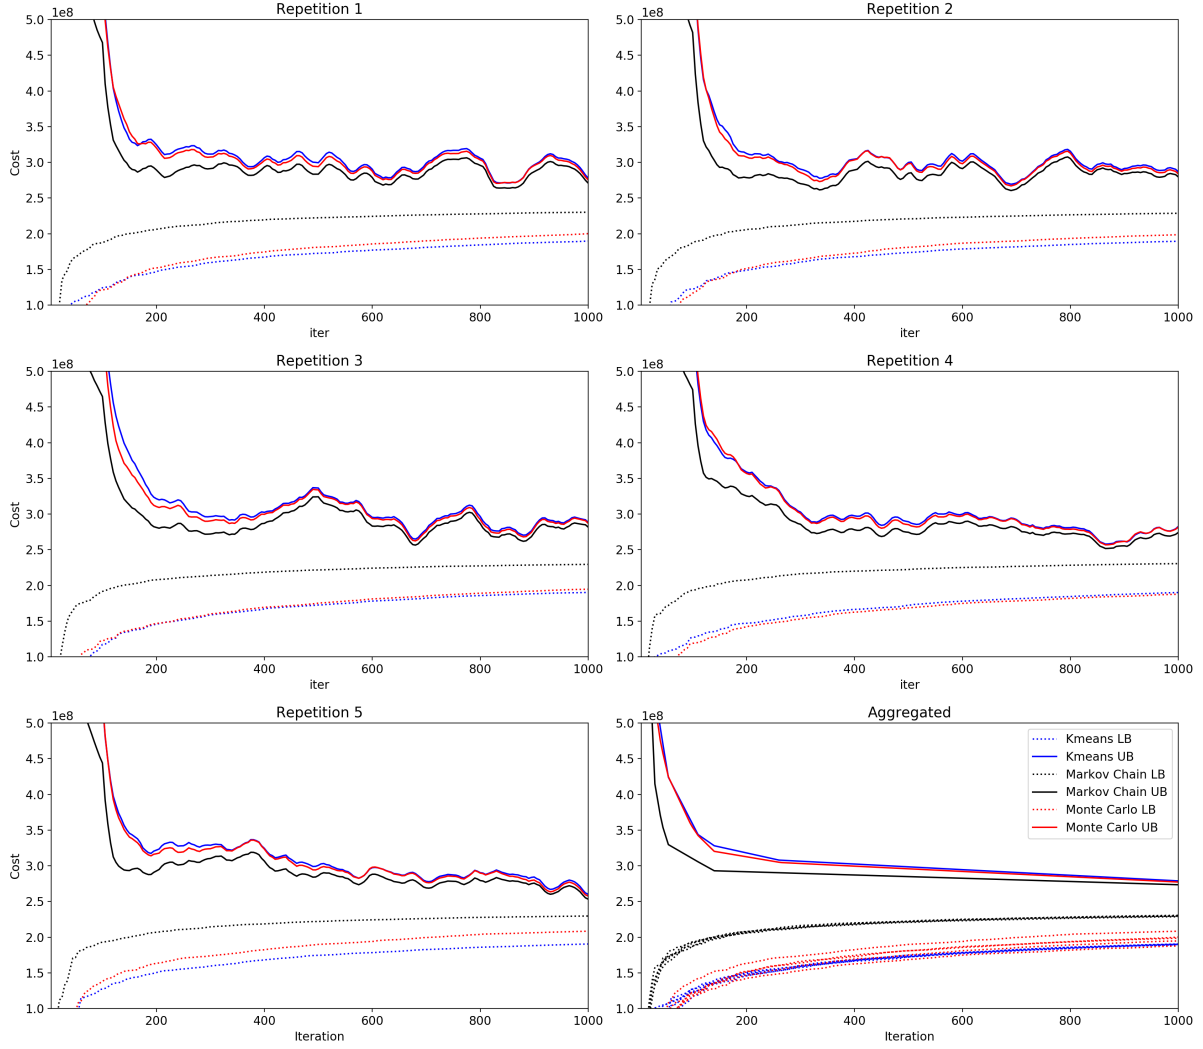 Repetition 1
1e8
5.0
4.5
4.0
3.5
3.0
2.5
2.0
1.5
1.0
Cost
200 400 600 800 1000
iter
Repetition 2
1e8
5.0
4.5
4.0
3.5
3.0
2.5
2.0
1.5
1.0
200 400 600 800 1000
iter
Repetition 3
1e8
5.0
4.5
4.0
3.5
3.0
2.5
2.0
1.5
1.0
Cost
200 400 600 800 1000
iter
Repetition 4
1e8
5.0
4.5
4.0
3.5
3.0
2.5
2.0
1.5
1.0
200 400 600 800 1000
iter
Repetition 5
1e8
5.0
4.5
4.0
3.5
3.0
2.5
2.0
1.5
1.0
Cost
200 400 600 800 1000
Iteration
Aggregated
1e8
5.0
4.5
4.0
3.5
3.0
2.5
2.0
1.5
1.0
Kmeans LB
Kmeans UB
Markov Chain LB
Markov Chain UB
Monte Carlo LB
Monte Carlo UB
200 400 600 800 1000
Iteration